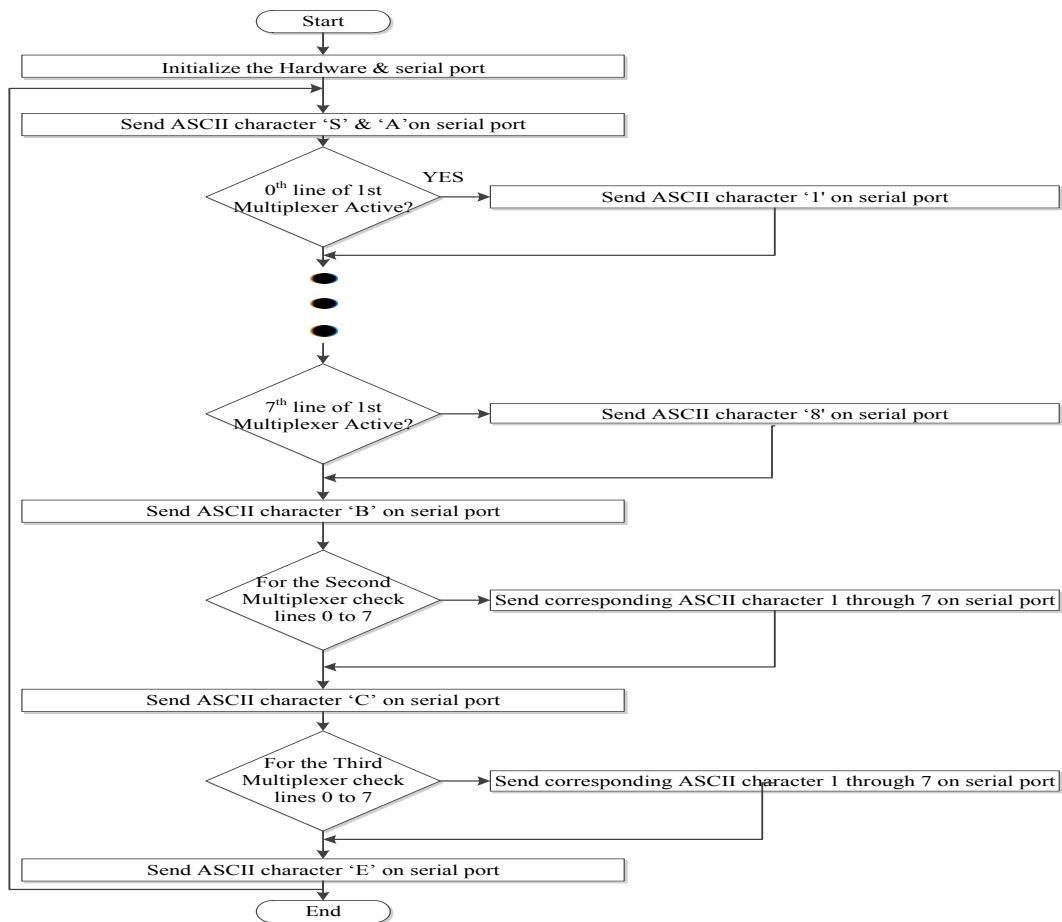 Start
Initialize the Hardware & serial port
Send ASCII character ‘S’ & ‘A’on serial port
0th line of 1st
Multiplexer Active?
YES
Send ASCII character ‘1' on serial port
7th line of 1st
Multiplexer Active?
Send ASCII character ‘8' on serial port
Send ASCII character ‘B’ on serial port
For the Second
Multiplexer check
lines 0 to 7
Send corresponding ASCII character 1 through 7 on serial port
Send ASCII character ‘C’ on serial port
For the Third
Multiplexer check
lines 0 to 7
Send corresponding ASCII character 1 through 7 on serial port
Send ASCII character ‘E’ on serial port
End